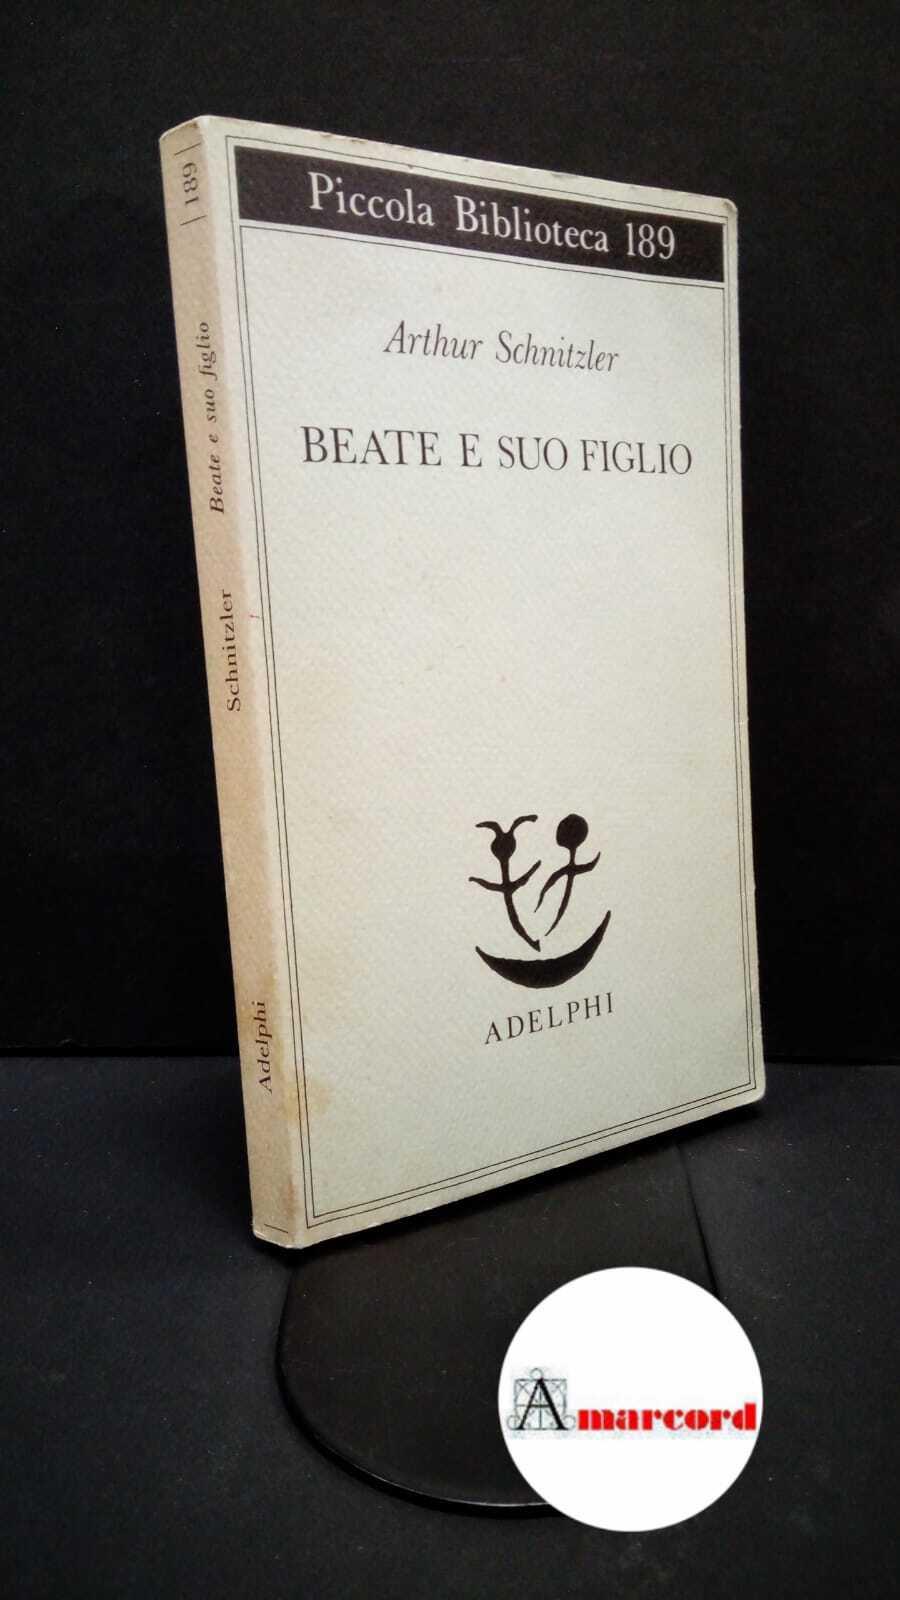 Piccola Biblioteca 189
Arthur Schnitzler
BEATE E SUO FIGLIO
ADELPHI
189
Beate e suo figlio
Schnitzler
Adelphi
Amarcord